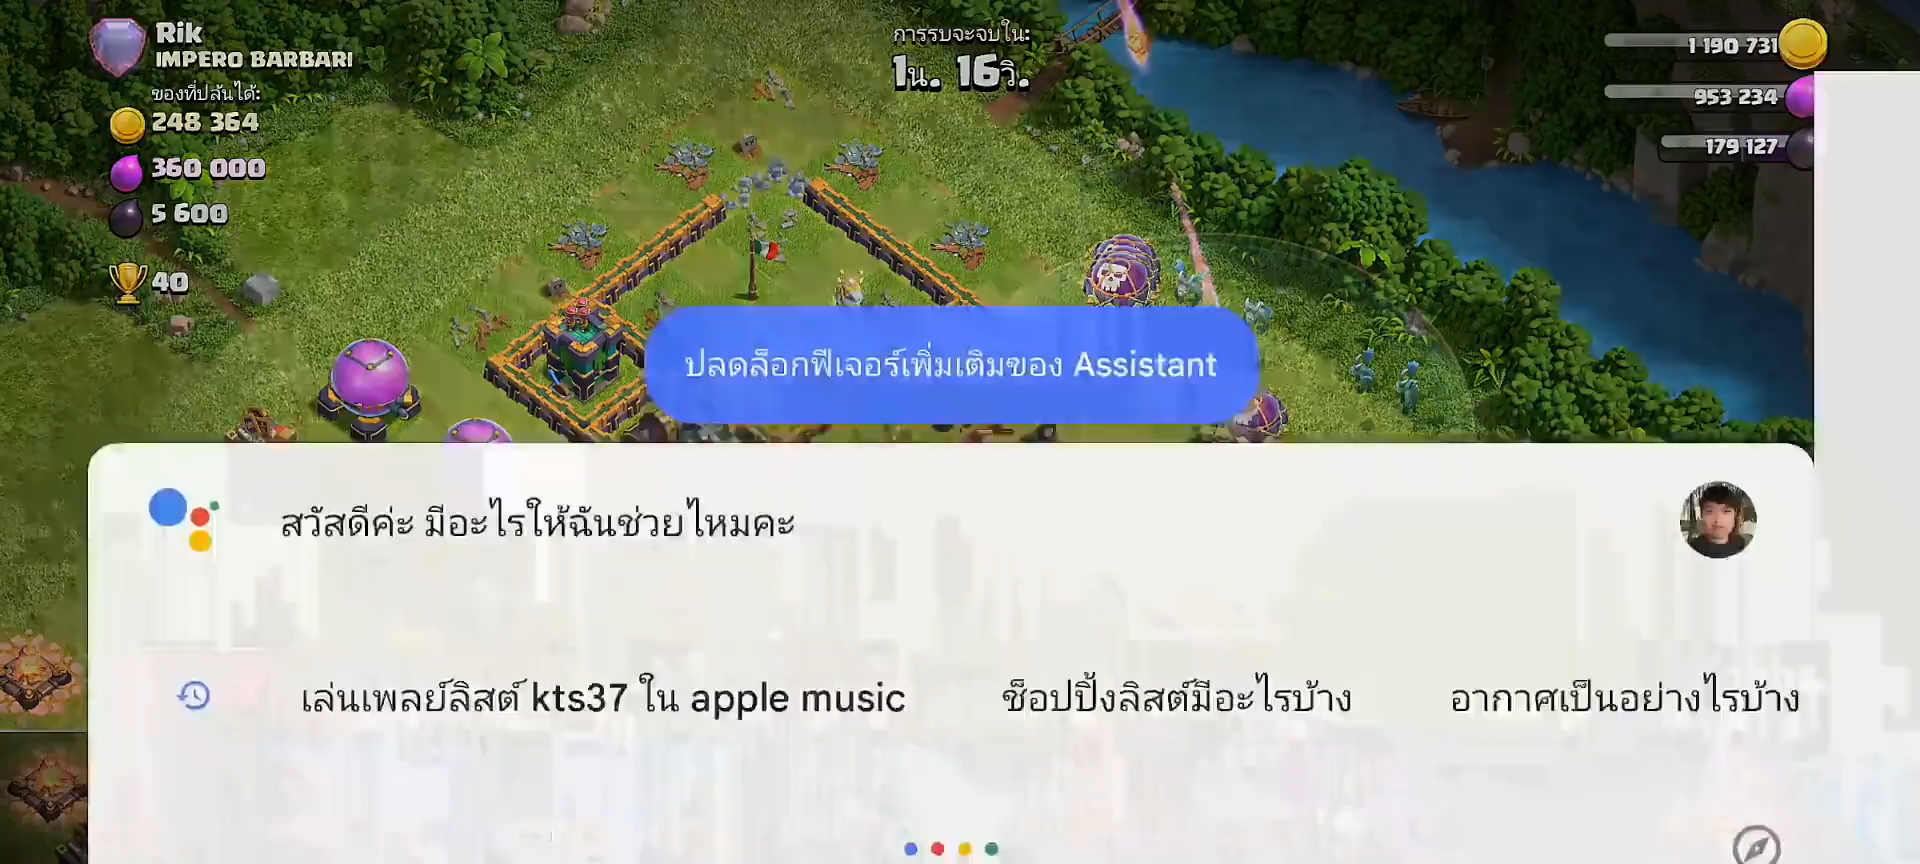 Rik
IMPERO BARBARI
ของที่ปล้นได้:
248 364
360 000
5 600
40
การรบจะจบใน:
1น. 16วิ.
1 190 731
953 234
179 127
ปลดล็อกฟีเจอร์เพิ่มเติมของ Assistant
สวัสดีค่ะ มีอะไรให้ฉันช่วยไหมคะ
เล่นเพลย์ลิสต์ kts37 ใน apple music
ช็อปปิ้งลิสต์มีอะไรบ้าง
อากาศเป็นอย่างไรบ้าง